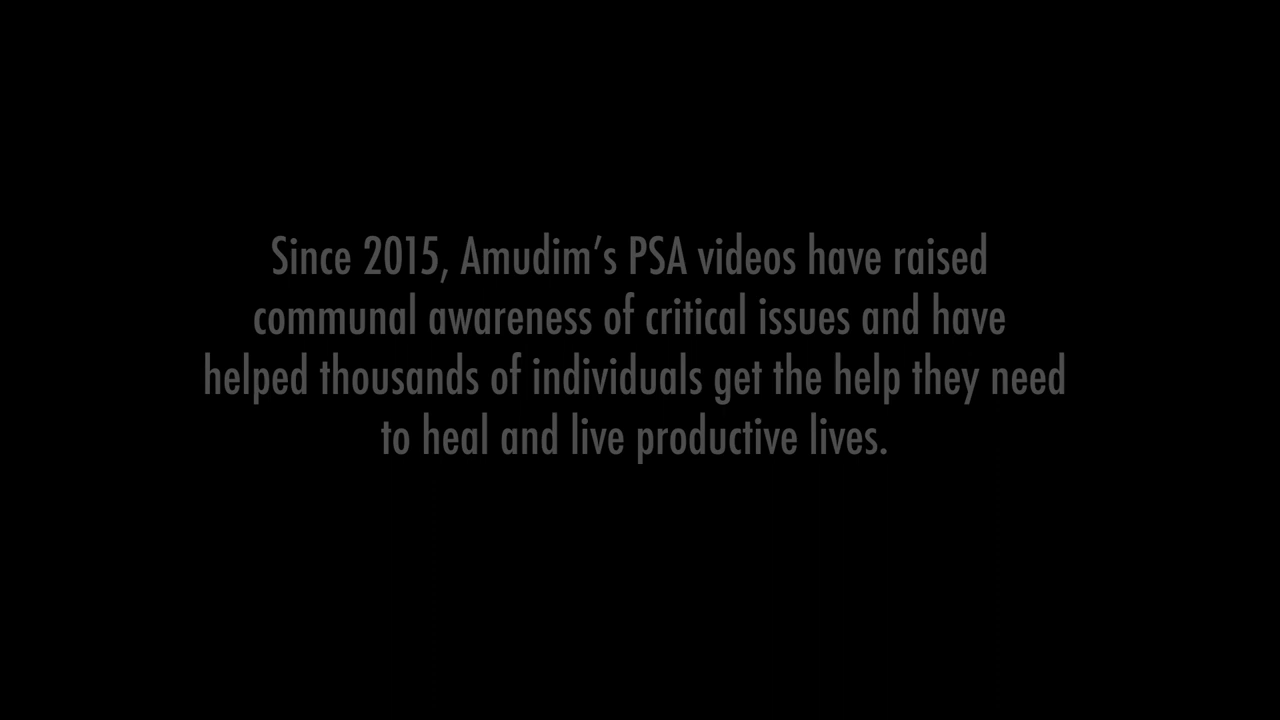 Since 2015, Amudim’s PSA videos have raised
communal awareness of critical issues and have
helped thousands of individuals get the help they need
to heal and live productive lives.